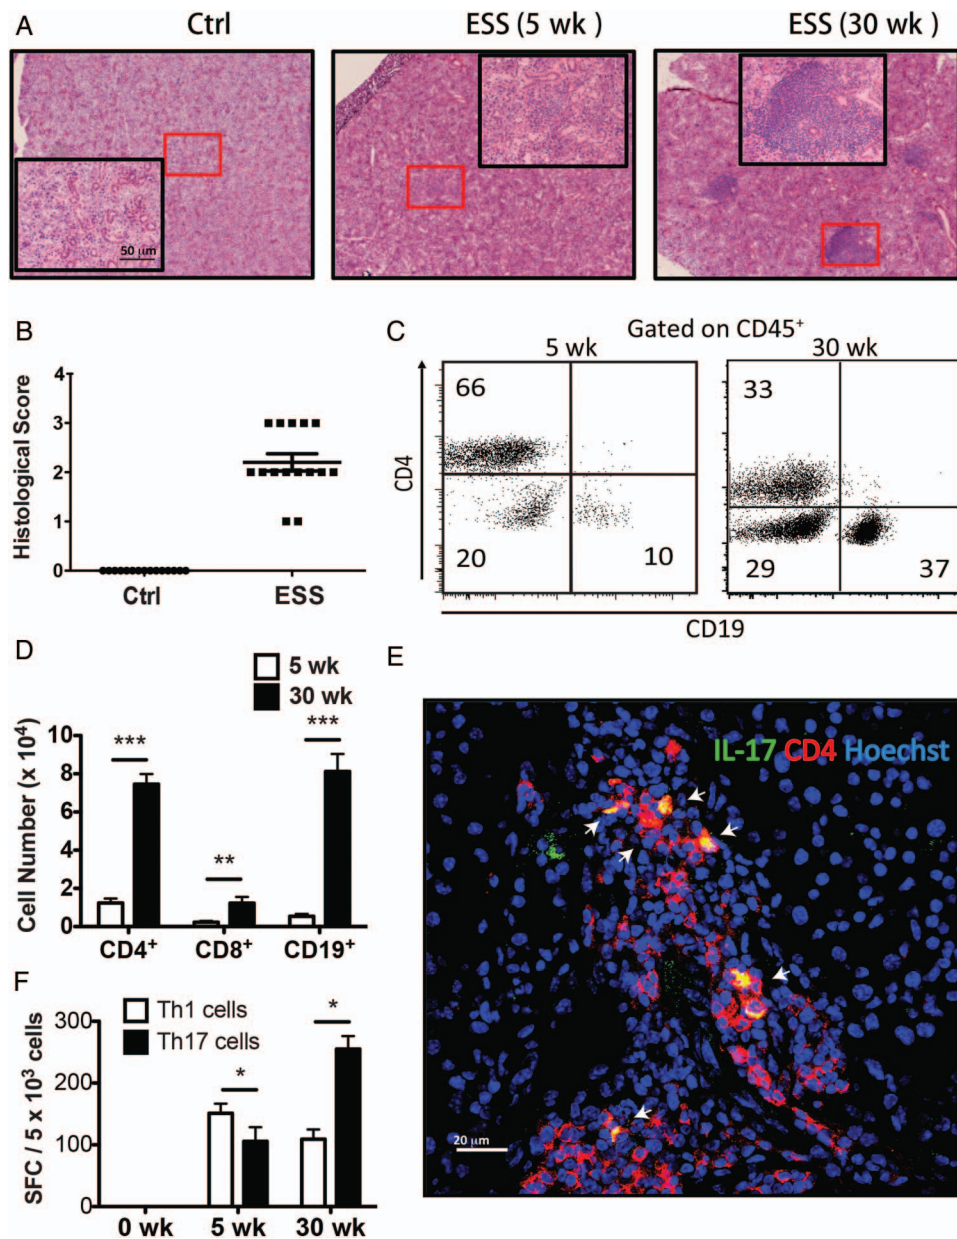 A
Ctrl
ESS (5 wk )
ESS (30 wk )
50 µm
B
Histological Score
4
3
2
1
0
Ctrl
ESS
C
Gated on CD45+
5 wk
30 wk
66
20
10
33
29
37
CD4
CD19
D
5 wk
30 wk
Cell Number (x 10⁴)
10
8
6
4
2
0
***
**
***
CD4+
CD8+
CD19+
E
IL-17 CD4 Hoechst
20 µm
F
Th1 cells
Th17 cells
SFC / 5 x 10³ cells
300
200
100
0
*
*
0 wk
5 wk
30 wk